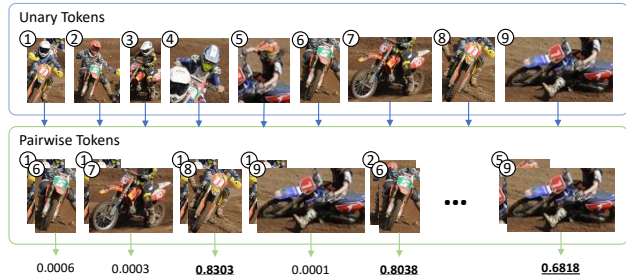 Unary Tokens
1 2 3 4 5 6 7 8 9
Pairwise Tokens
1 1 1 1 2 5
6 7 8 9 6 ... 9
0.0006 0.0003 0.8303 0.0001 0.8038 0.6818